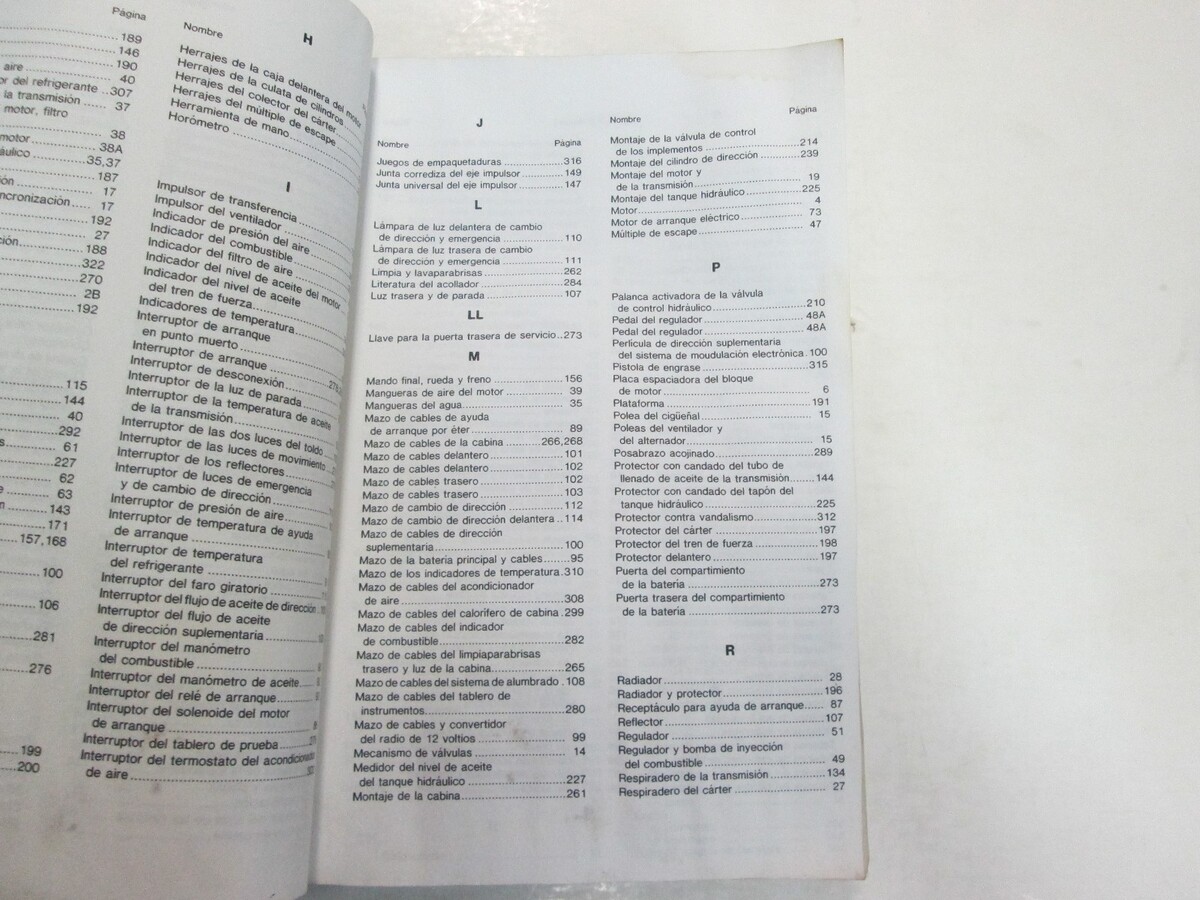 Página
189
146
190
aire 40
or del refrigerante 307
la transmisión 37
motor, filtro
38
motor 38A
áulico 35,37
187
ión 17
ncronización 17
192
27
ción 188
322
270
2B
192
115
144
40
292
61
227
62
63
143
171
157,168
100
106
281
276
199
200
Nombre
H
Herrajes de la caja delantera del motor
Herrajes de la culata de cilindros
Herrajes del colector del cárter
Herrajes del múltiple de escape
Herramienta de mano
Horómetro
I
Impulsor de transferencia
Impulsor del ventilador
Indicador de presión del aire
Indicador del combustible
Indicador del filtro de aire
Indicador del nivel de aceite del motor
Indicador del nivel de aceite
del tren de fuerza
Indicadores de temperatura
Interruptor de arranque
en punto muerto
Interruptor de arranque
Interruptor de desconexión
Interruptor de la luz de parada
Interruptor de la temperatura de aceite
de la transmisión
Interruptor de las dos luces del toldo
Interruptor de las luces de movimiento
Interruptor de los reflectores
Interruptor de luces de emergencia
y de cambio de dirección
Interruptor de presión de aire
Interruptor de temperatura de ayuda
de arranque
Interruptor de temperatura
del refrigerante
Interruptor del faro giratorio
Interruptor del flujo de aceite de dirección
Interruptor del flujo de aceite
de dirección suplementaria
Interruptor del manómetro
del combustible
Interruptor del manómetro de aceite
Interruptor del relé de arranque
Interruptor del solenoide del motor
de arranque
Interruptor del tablero de prueba
Interruptor del termostato del acondicionado
de aire
J
Nombre Página
Juegos de empaquetaduras 316
Junta corrediza del eje impulsor 149
Junta universal del eje impulsor 147
L
Lámpara de luz delantera de cambio
de dirección y emergencia 110
Lámpara de luz trasera de cambio
de dirección y emergencia 111
Limpia y lavaparabrisas 262
Literatura del acollador 284
Luz trasera y de parada 107
LL
Llave para la puerta trasera de servicio..273
M
Mando final, rueda y freno 156
Mangueras de aire del motor 39
Mangueras del agua 35
Mazo de cables de ayuda
de arranque por éter 89
Mazo de cables de la cabina 266,268
Mazo de cables delantero 101
Mazo de cables delantero 102
Mazo de cables trasero 102
Mazo de cables trasero 103
Mazo de cambio de dirección 112
Mazo de cambio de dirección delantera..114
Mazo de cables de dirección
suplementaria 100
Mazo de la bateria principal y cables 95
Mazo de los indicadores de temperatura.310
Mazo de cables del acondicionador
de aire 308
Mazo de cables del calorifero de cabina.299
Mazo de cables del indicador
de combustible 282
Mazo de cables del limpiaparabrisas
trasero y luz de la cabina 265
Mazo de cables del sistema de alumbrado.108
Mazo de cables del tablero de
instrumentos 280
Mazo de cables y convertidor
del radio de 12 voltios 99
Mecanismo de válvulas 14
Medidor del nivel de aceite
del tanque hidráulico 227
Montaje de la cabina 261
Nombre Página
Montaje de la válvula de control
de los implementos 214
Montaje del cilindro de dirección 239
Montaje del motor y
de la transmisión 19
Montaje del tanque hidráulico 225
Motor 4
Motor de arranque eléctrico 73
Múltiple de escape 47
P
Palanca activadora de la válvula
de control hidráulico 210
Pedal del regulador 48A
Pedal del regulador 48A
Perlicula de dirección suplementaria
del sistema de moudulación electrónica.100
Pistola de engrase 315
Placa espaciadora del bloque
de motor 6
Plataforma 191
Polea del cigüeñal 15
Poleas del ventilador y
del alternador 15
Posabrazo acojinado 289
Protector con candado del tubo de
llenado de aceite de la transmisión 144
Protector con candado del tapón del
tanque hidráulico 225
Protector contra vandalismo 312
Protector del cárter 197
Protector del tren de fuerza 198
Protector delantero 197
Puerta del compartimiento
de la bateria 273
Puerta trasera del compartimiento
de la bateria 273
R
Radiador 28
Radiador y protector 196
Receptáculo para ayuda de arranque 87
Reflector 107
Regulador 51
Regulador y bomba de inyección
del combustible 49
Respiradero de la transmisión 134
Respiradero del cárter 27